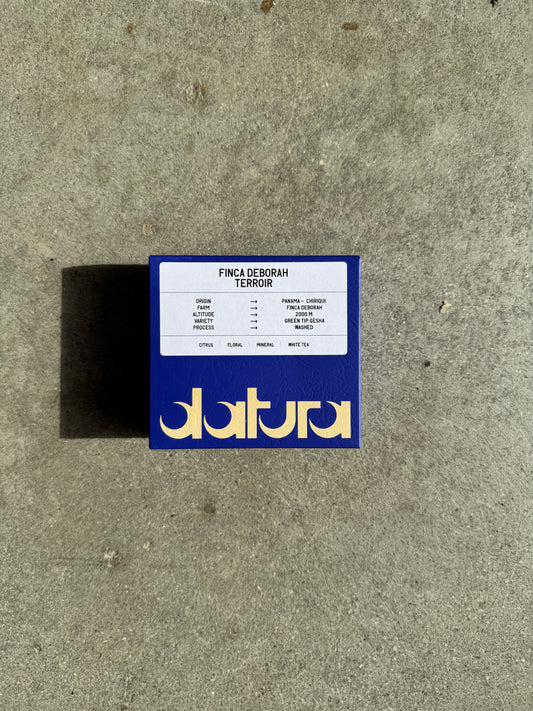 FINCA DEBORAH
TERROIR
ORIGIN → PANAMA - CHIRIQUI
FARM → FINCA DEBORAH
ALTITUDE → 2000 M
VARIETY → GREEN TIP GESHA
PROCESS → WASHED
CITRUS | FLORAL | MINERAL | WHITE TEA
datura